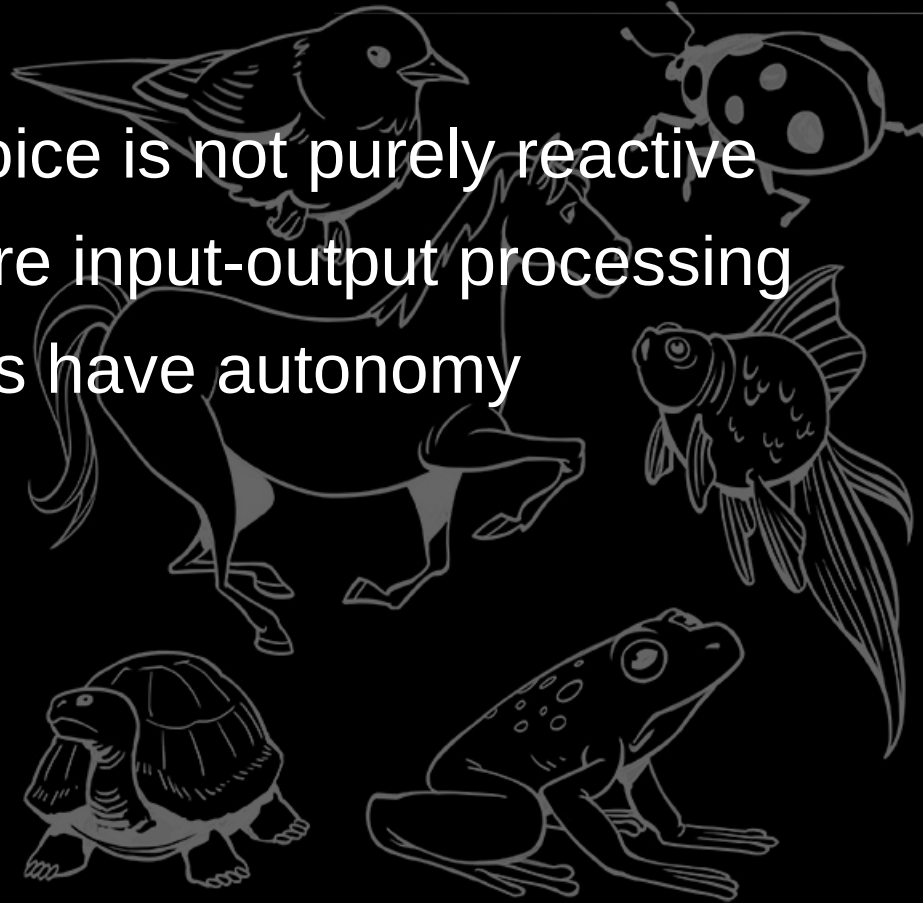 oice is not purely reactive
re input-output processing
s have autonomy